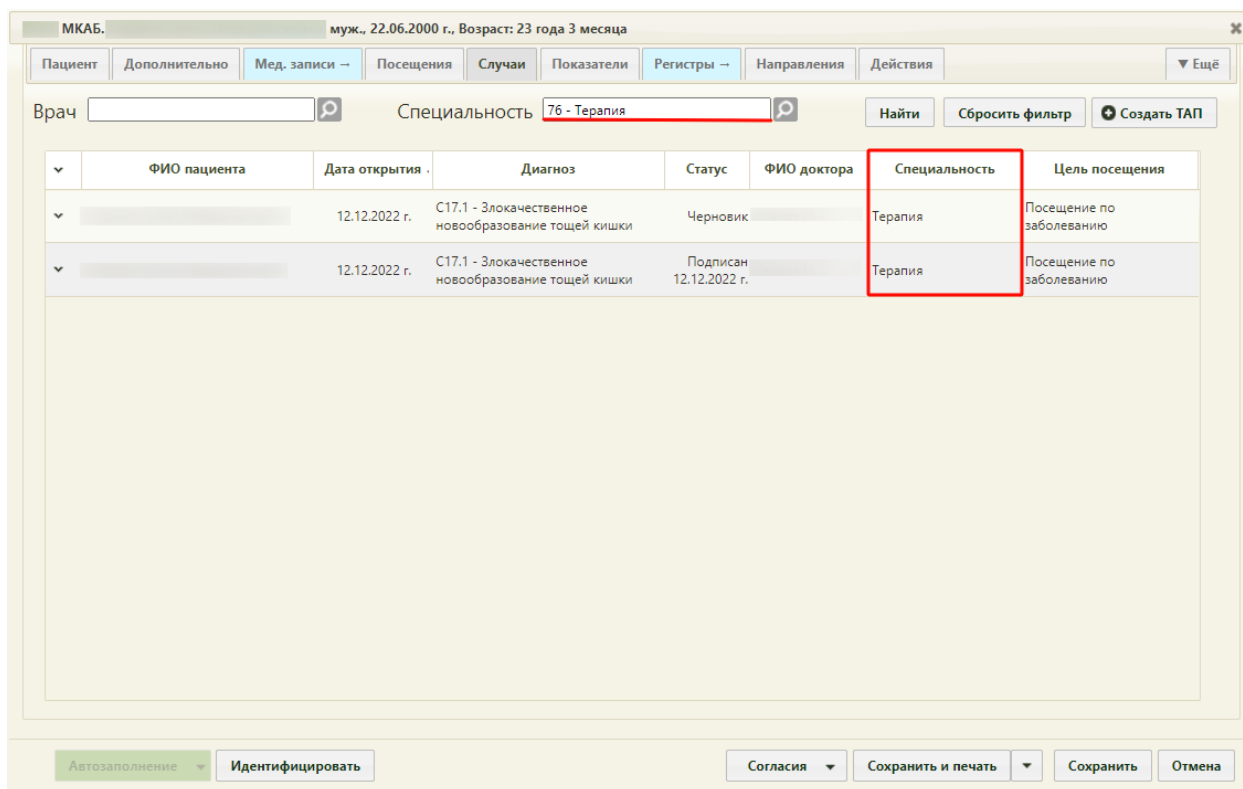 МКАБ. муж., 22.06.2000 г., Возраст: 23 года 3 месяца
Пациент Дополнительно Мед. записи → Посещения Случаи Показатели Регистры → Направления Действия ▼ Ещё
Врач Специальность 76 - Терапия Найти Сбросить фильтр Создать ТАП
ФИО пациента Дата открытия Диагноз Статус ФИО доктора Специальность Цель посещения
12.12.2022 г. C17.1 - Злокачественное новообразование тощей кишки Черновик Терапия Посещение по заболеванию
12.12.2022 г. C17.1 - Злокачественное новообразование тощей кишки Подписан 12.12.2022 г. Терапия Посещение по заболеванию
Автозаполнение Идентифицировать Согласия Сохранить и печать Сохранить Отмена